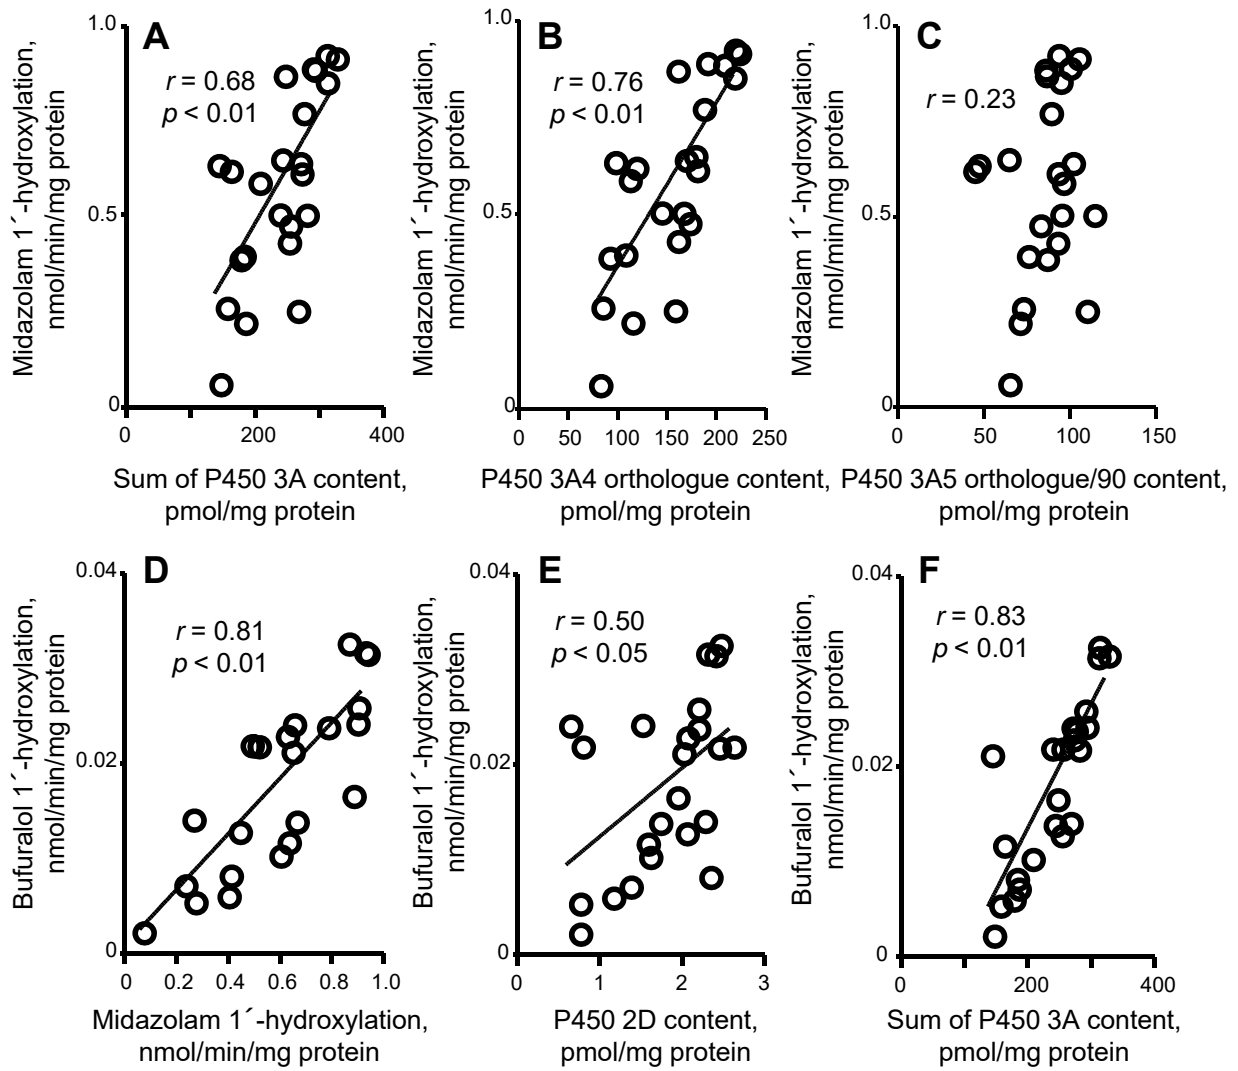 A
Midazolam 1´-hydroxylation,
nmol/min/mg protein
1.0
0.5
0
r = 0.68
p < 0.01
0
200
400
Sum of P450 3A content,
pmol/mg protein
B
Midazolam 1´-hydroxylation,
nmol/min/mg protein
1.0
0.5
0
r = 0.76
p < 0.01
0
50
100
150
200
250
P450 3A4 orthologue content,
pmol/mg protein
C
Midazolam 1´-hydroxylation,
nmol/min/mg protein
1.0
0.5
0
r = 0.23
0
50
100
150
P450 3A5 orthologue/90 content,
pmol/mg protein
D
Bufuralol 1´-hydroxylation,
nmol/min/mg protein
0.04
0.02
0
r = 0.81
p < 0.01
0
0.2
0.4
0.6
0.8
1.0
Midazolam 1´-hydroxylation,
nmol/min/mg protein
E
Bufuralol 1´-hydroxylation,
nmol/min/mg protein
0.04
0.02
0
r = 0.50
p < 0.05
0
1
2
3
P450 2D content,
pmol/mg protein
F
Bufuralol 1´-hydroxylation,
nmol/min/mg protein
0.04
0.02
0
r = 0.83
p < 0.01
0
200
400
Sum of P450 3A content,
pmol/mg protein